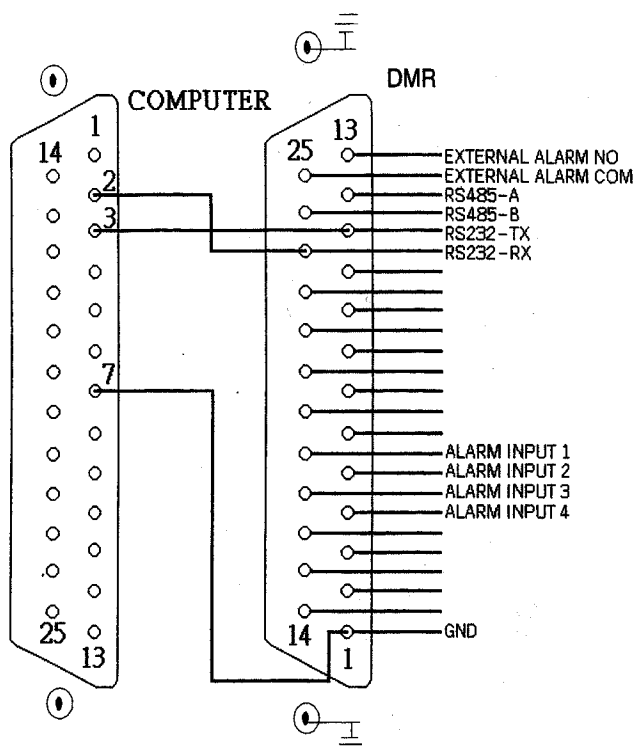 DMR
COMPUTER
1
13
14
25
EXTERNAL ALARM NO
EXTERNAL ALARM COM
2
RS485-A
RS485-B
3
RS232-TX
RS232-RX
7
ALARM INPUT 1
ALARM INPUT 2
ALARM INPUT 3
ALARM INPUT 4
25
14
GND
13
1